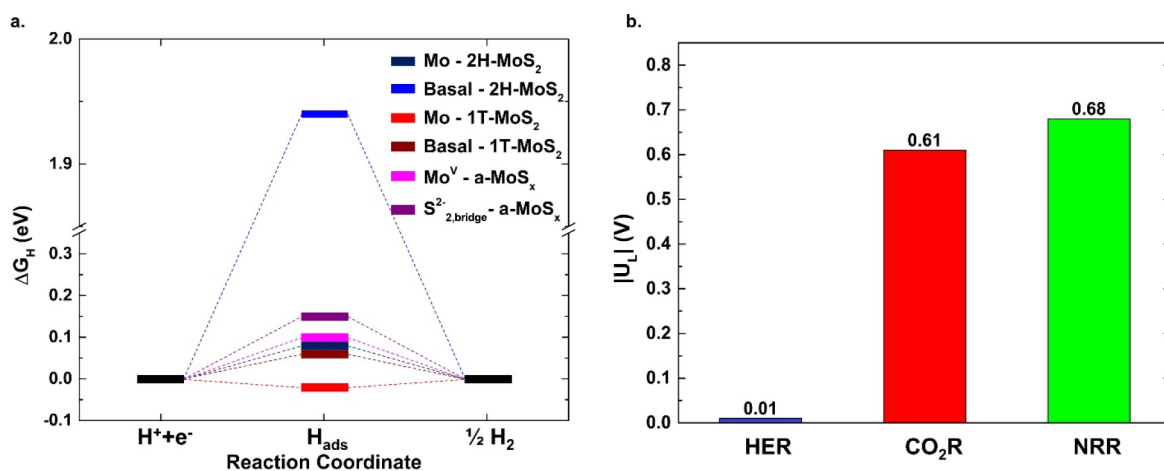 a.
2.0
1.9
0.3
0.2
0.1
0.0
-0.1
ΔG_H (eV)
Mo - 2H-MoS₂
Basal - 2H-MoS₂
Mo - 1T-MoS₂
Basal - 1T-MoS₂
Mo^V - a-MoSₓ
S²⁻₂,bridge - a-MoSₓ
H⁺+e⁻
H_ads
½ H₂
Reaction Coordinate
b.
0.8
0.7
0.6
0.5
0.4
0.3
0.2
0.1
0.0
|U_L| (V)
0.01
0.61
0.68
HER
CO₂R
NRR